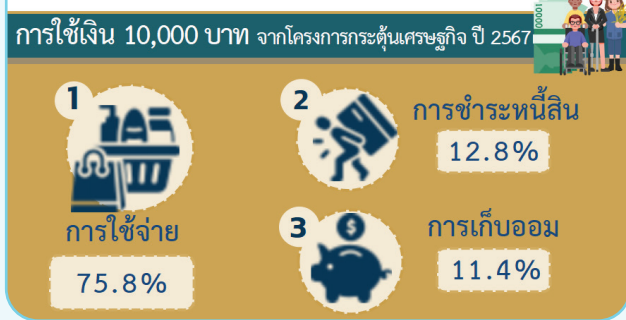 การใช้เงิน 10,000 บาท จากโครงการกระตุ้นเศรษฐกิจ ปี 2567
10000
1
การใช้จ่าย
75.8%
2
การชำระหนี้สิน
12.8%
3
การเก็บออม
11.4%